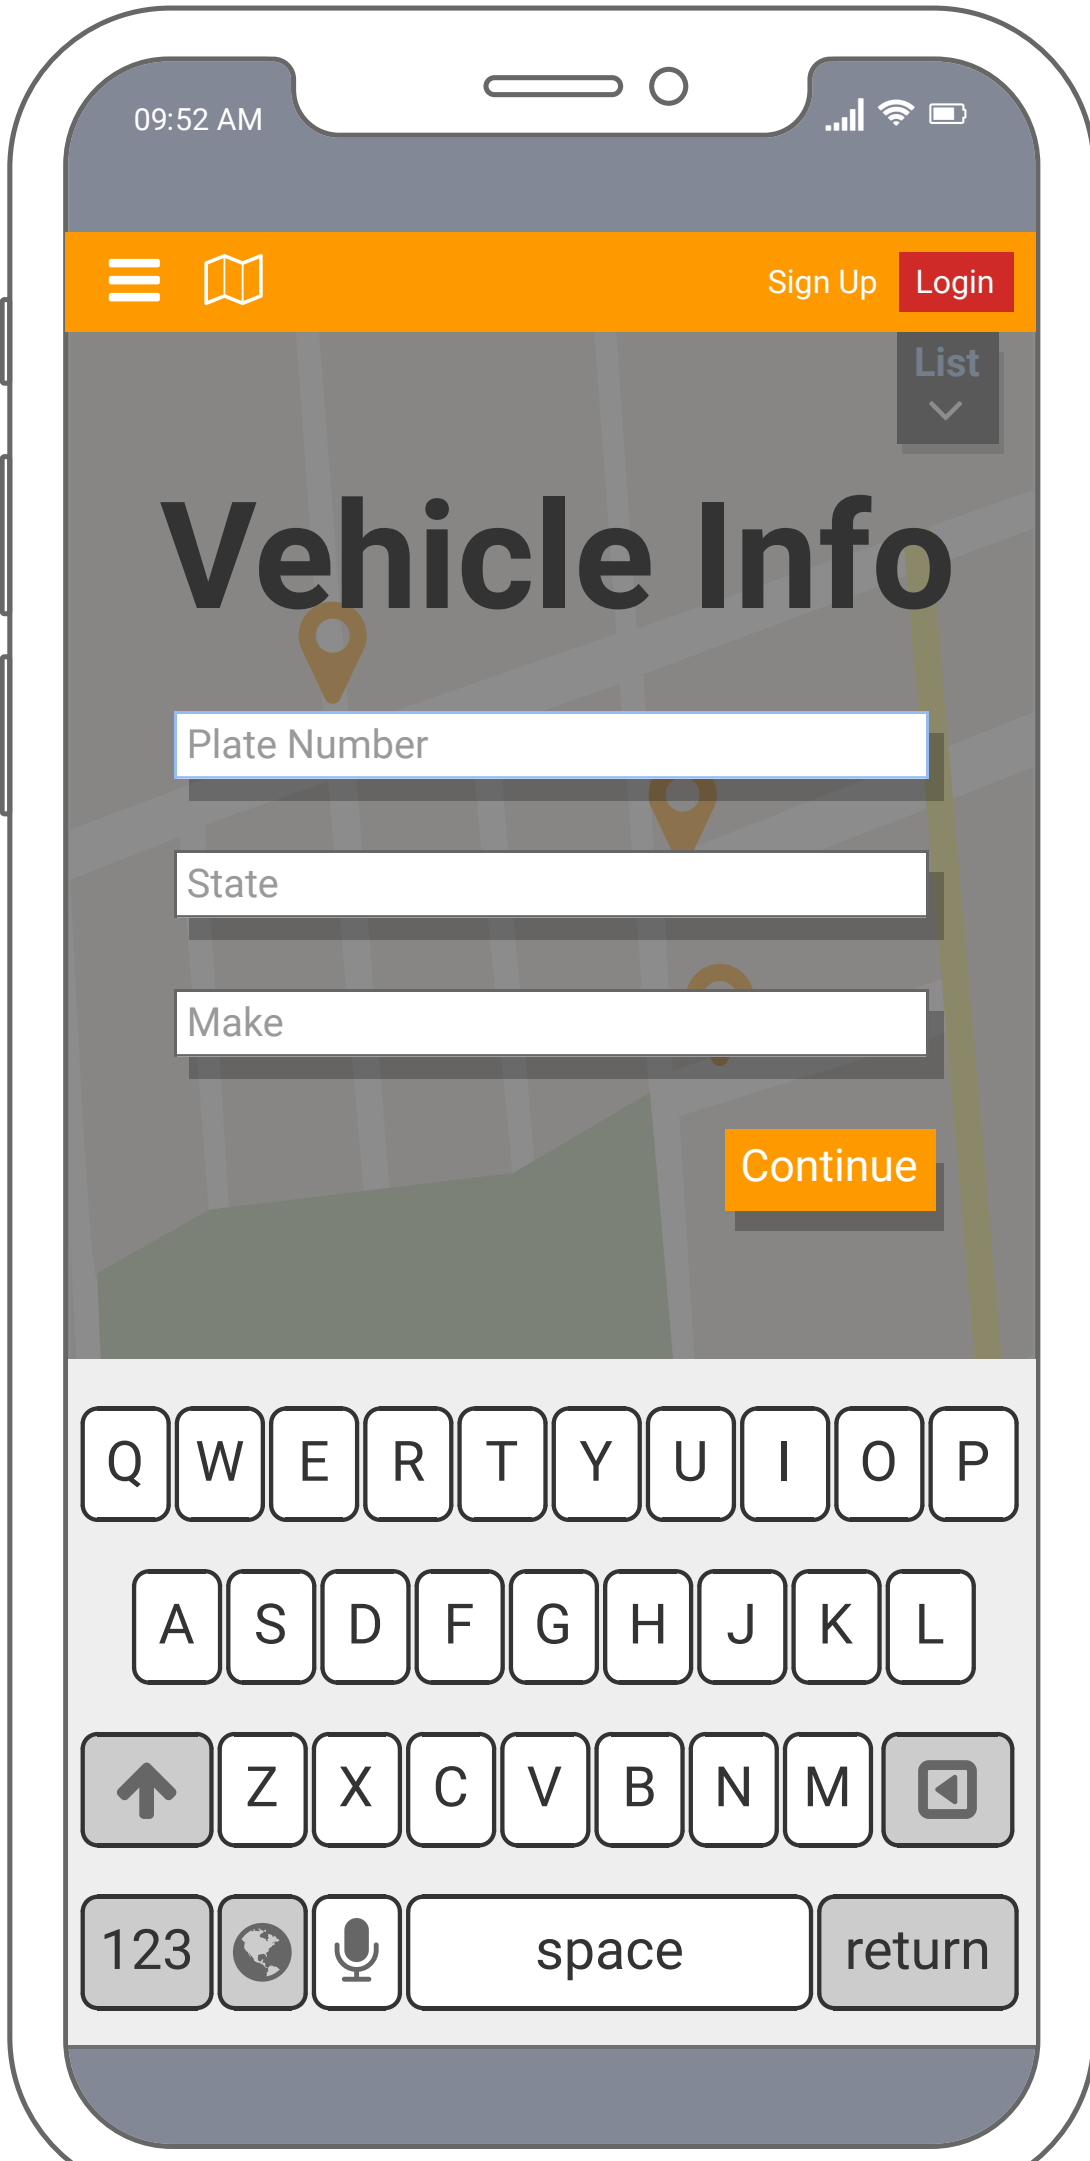 09:52 AM
Sign Up Login
List
Vehicle Info
Plate Number
State
Make
Continue
Q W E R T Y U I O P
A S D F G H J K L
Z X C V B N M
123 space return